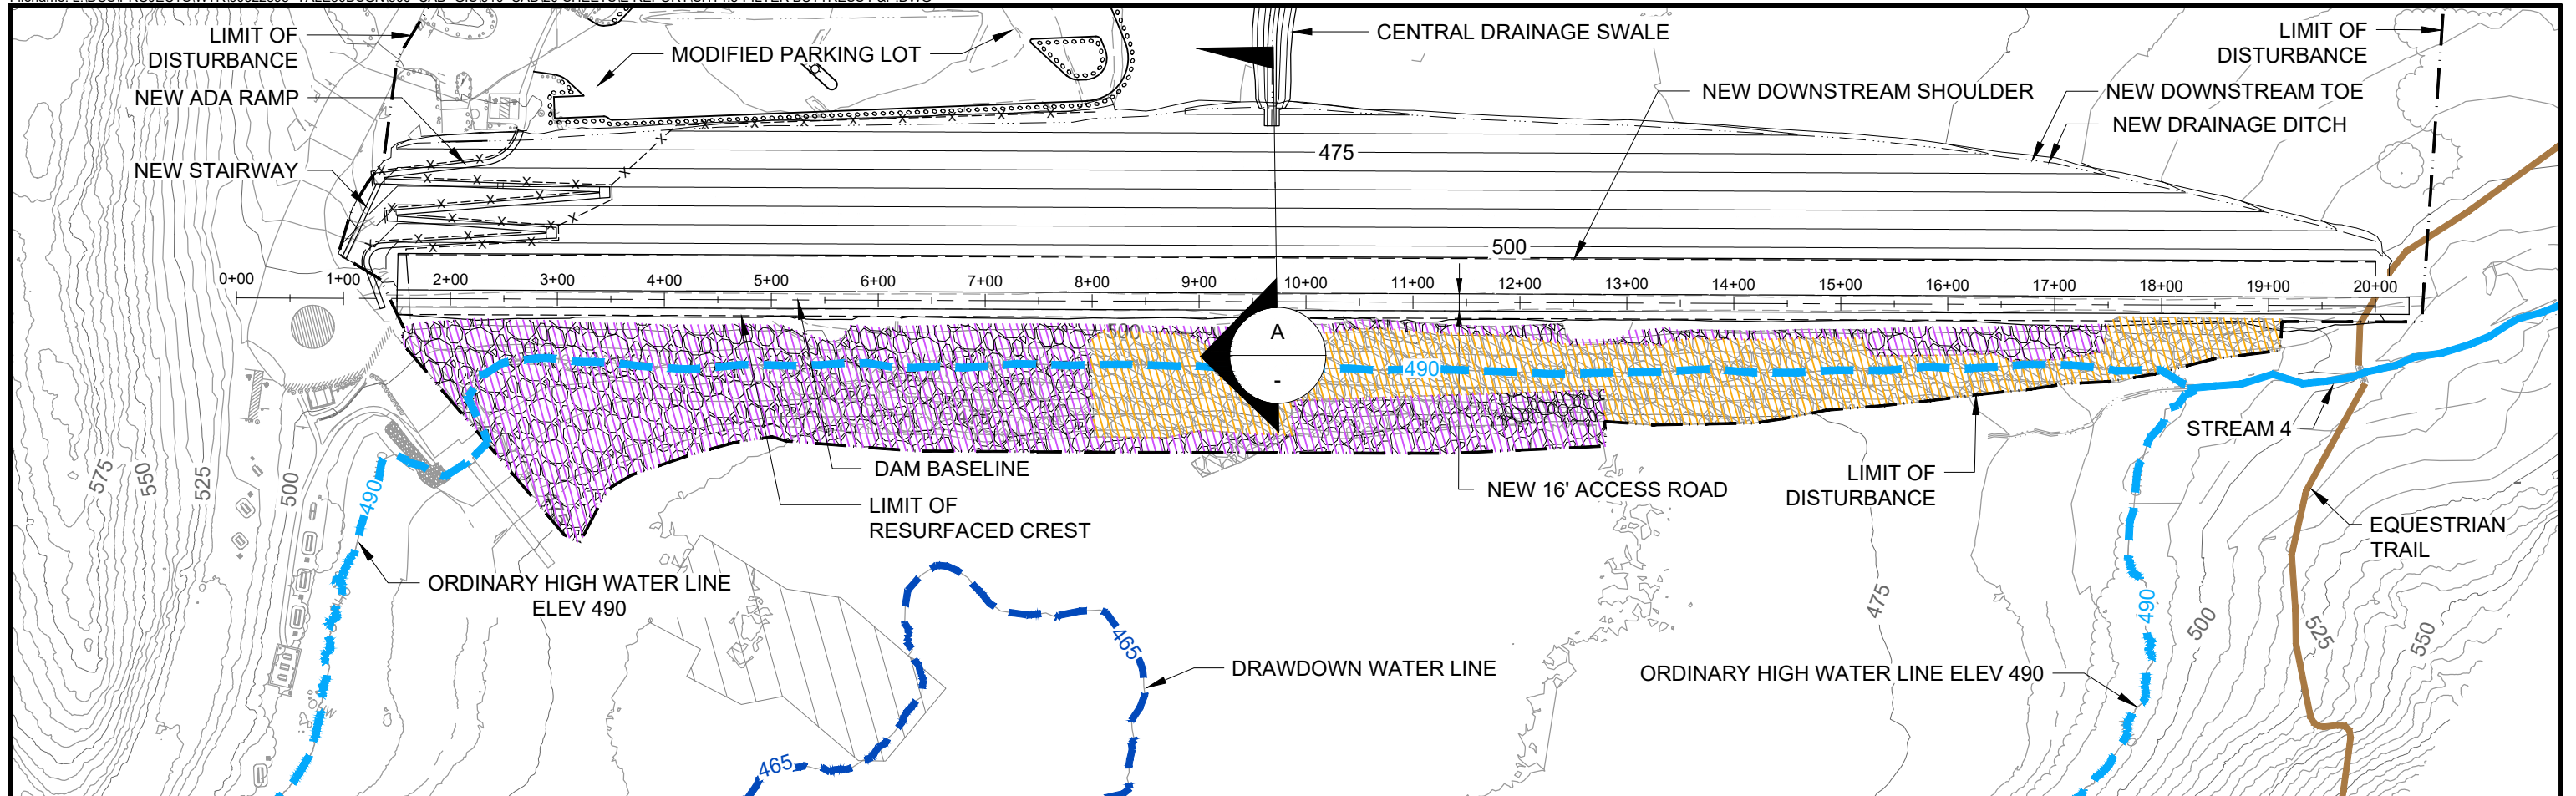 LIMIT OF
DISTURBANCE
MODIFIED PARKING LOT
CENTRAL DRAINAGE SWALE
LIMIT OF
DISTURBANCE
NEW ADA RAMP
NEW DOWNSTREAM SHOULDER
NEW DOWNSTREAM TOE
NEW DRAINAGE DITCH
475
NEW STAIRWAY
500
0+00
1+00
2+00
3+00
4+00
5+00
6+00
7+00
8+00
9+00
10+00
11+00
12+00
13+00
14+00
15+00
16+00
17+00
18+00
19+00
20+00
500
A
-
490
STREAM 4
575
550
525
500
490
DAM BASELINE
LIMIT OF
RESURFACED CREST
NEW 16' ACCESS ROAD
LIMIT OF
DISTURBANCE
EQUESTRIAN
TRAIL
ORDINARY HIGH WATER LINE
ELEV 490
475
490
500
525
550
465
DRAWDOWN WATER LINE
ORDINARY HIGH WATER LINE ELEV 490
465